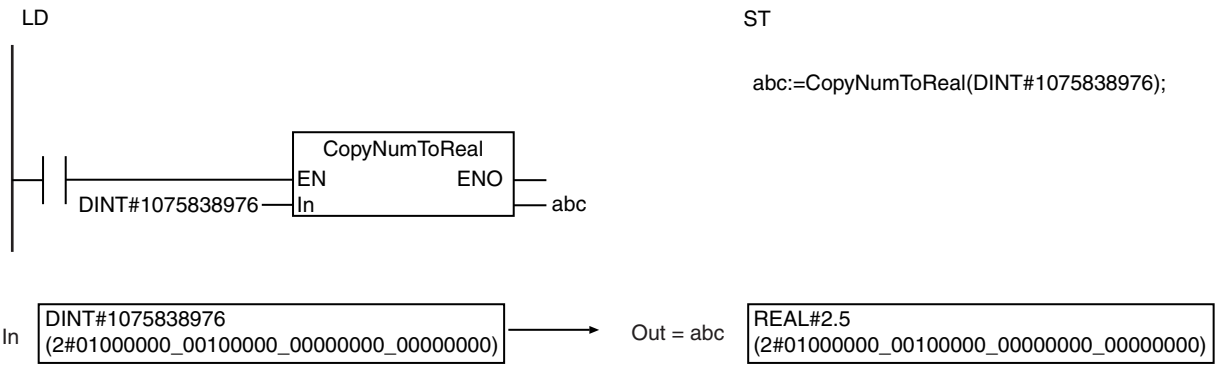 LD
ST
abc:=CopyNumToReal(DINT#1075838976);
CopyNumToReal
EN ENO
DINT#1075838976 In abc
In DINT#1075838976
(2#01000000_00100000_00000000_00000000)
Out = abc REAL#2.5
(2#01000000_00100000_00000000_00000000)